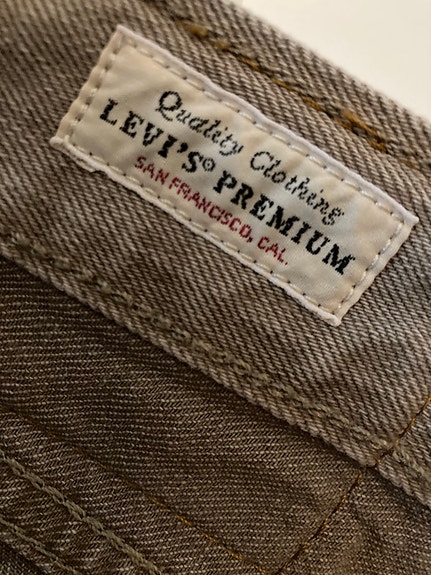 Quality Clothing
LEVI'S® PREMIUM
SAN FRANCISCO, CAL.